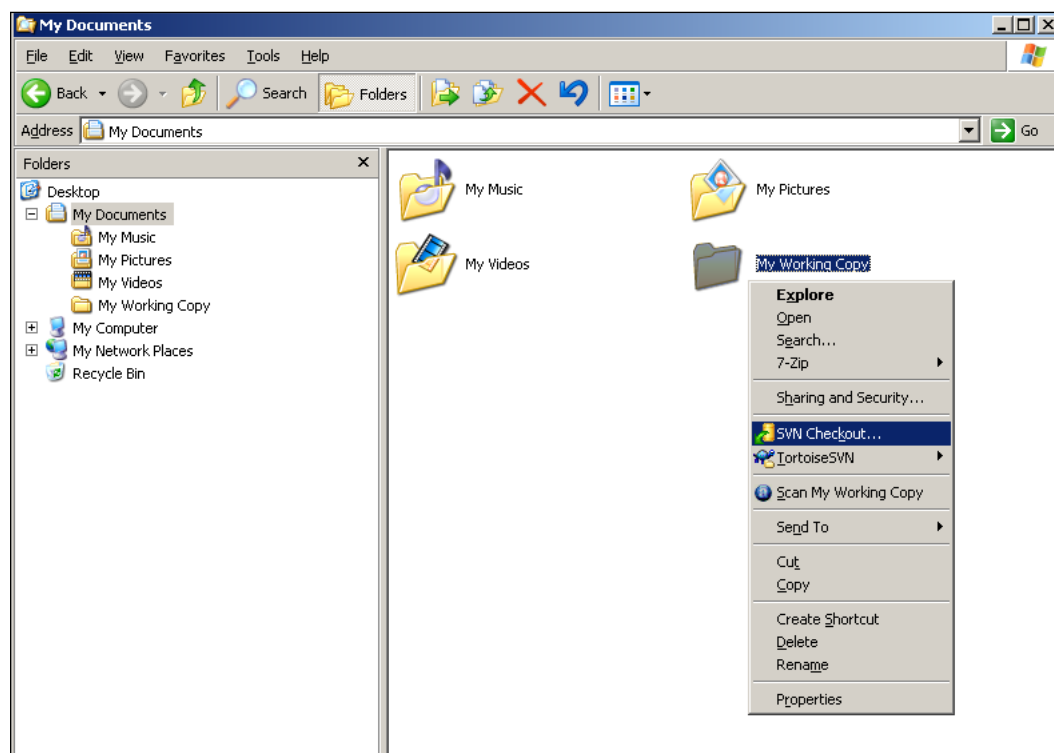 My Documents
File Edit View Favorites Tools Help
Back Search Folders
Address My Documents Go
Folders
Desktop
My Documents
My Music
My Pictures
My Videos
My Working Copy
My Computer
My Network Places
Recycle Bin
My Music
My Pictures
My Videos
My Working Copy
Explore
Open
Search...
7-Zip
Sharing and Security...
SVN Checkout...
TortoiseSVN
Scan My Working Copy
Send To
Cut
Copy
Create Shortcut
Delete
Rename
Properties